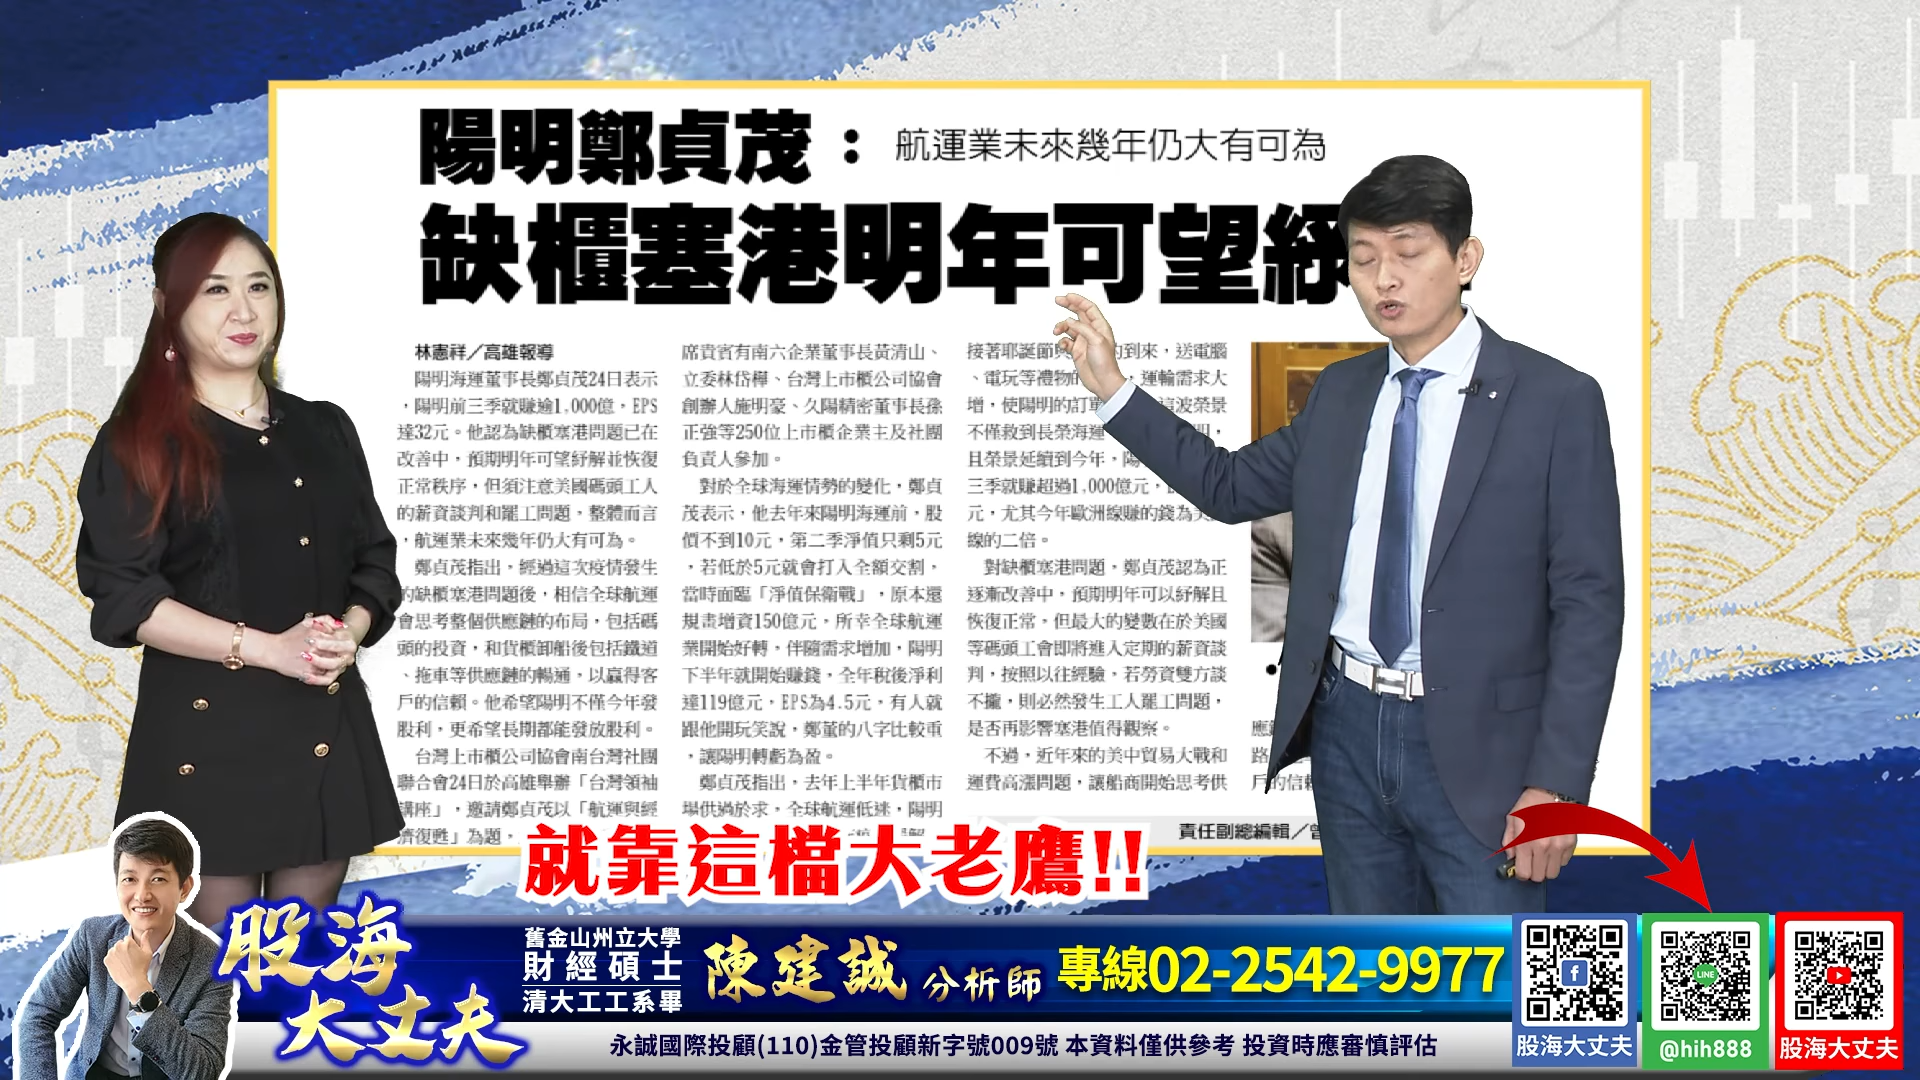 陽明鄭貞茂：航運業未來幾年仍大有可為
缺櫃塞港明年可望紓
林憲祥／高雄報導
陽明海運董事長鄭貞茂24日表示
，陽明前三季就賺逾1,000億，EPS
達32元。他認為缺櫃塞港問題已在
改善中，預期明年可望紓解並恢復
正常秩序，但須注意美國碼頭工人
的薪資談判和罷工問題，整體而言
，航運業未來幾年仍大有可為。
鄭貞茂指出，經過這次疫情發生
的缺櫃塞港問題後，相信全球航運
會思考整個供應鏈的布局，包括碼
頭的投資，和貨櫃卸船後包括鐵道
、拖車等供應鏈的暢通，以贏得客
戶的信賴。他希望陽明不僅今年發
股利，更希望長期都能發放股利。
台灣上市櫃公司協會南台灣社團
聯合會24日於高雄舉辦「台灣領袖
講座」，邀請鄭貞茂以「航運與經
濟復甦」為題，
席貴賓有南六企業董事長黃清山、
立委林岱樺、台灣上市櫃公司協會
創辦人施明豪、久陽精密董事長孫
正強等250位上市櫃企業主及社團
負責人參加。
對於全球海運情勢的變化，鄭貞
茂表示，他去年來陽明海運前，股
價不到10元，第二季淨值只剩5元
，若低於5元就會打入全額交割，
當時面臨「淨值保衛戰」，原本還
規畫增資150億元，所幸全球航運
業開始好轉，伴隨需求增加，陽明
下半年就開始賺錢，全年稅後淨利
達119億元，EPS為4.5元，有人就
跟他開玩笑說，鄭董的八字比較重
，讓陽明轉虧為盈。
鄭貞茂指出，去年上半年貨櫃市
場供過於求，全球航運低迷，陽明
接著耶誕節 的到來，送電腦
、電玩等禮物的 ，運輸需求大
增，使陽明的訂單 這波榮景
不僅救到長榮海運 明，
且榮景延續到今年，陽
三季就賺超過1,000億元，
元，尤其今年歐洲線賺的錢為美
線的二倍。
對缺櫃塞港問題，鄭貞茂認為正
逐漸改善中，預期明年可以紓解且
恢復正常，但最大的變數在於美國
等碼頭工會即將進入定期的薪資談
判，按照以往經驗，若勞資雙方談
不攏，則必然發生工人罷工問題，
是否再影響塞港值得觀察。
不過，近年來的美中貿易大戰和
運費高漲問題，讓船商開始思考供
應
路
戶的信賴
責任副總編輯／曾
就靠這檔大老鷹!!
股海大丈夫
舊金山州立大學
財經碩士
清大工工系畢
陳建誠 分析師
專線02-2542-9977
永誠國際投顧(110)金管投顧新字號009號 本資料僅供參考 投資時應審慎評估
股海大丈夫
LINE
@hih888
股海大丈夫